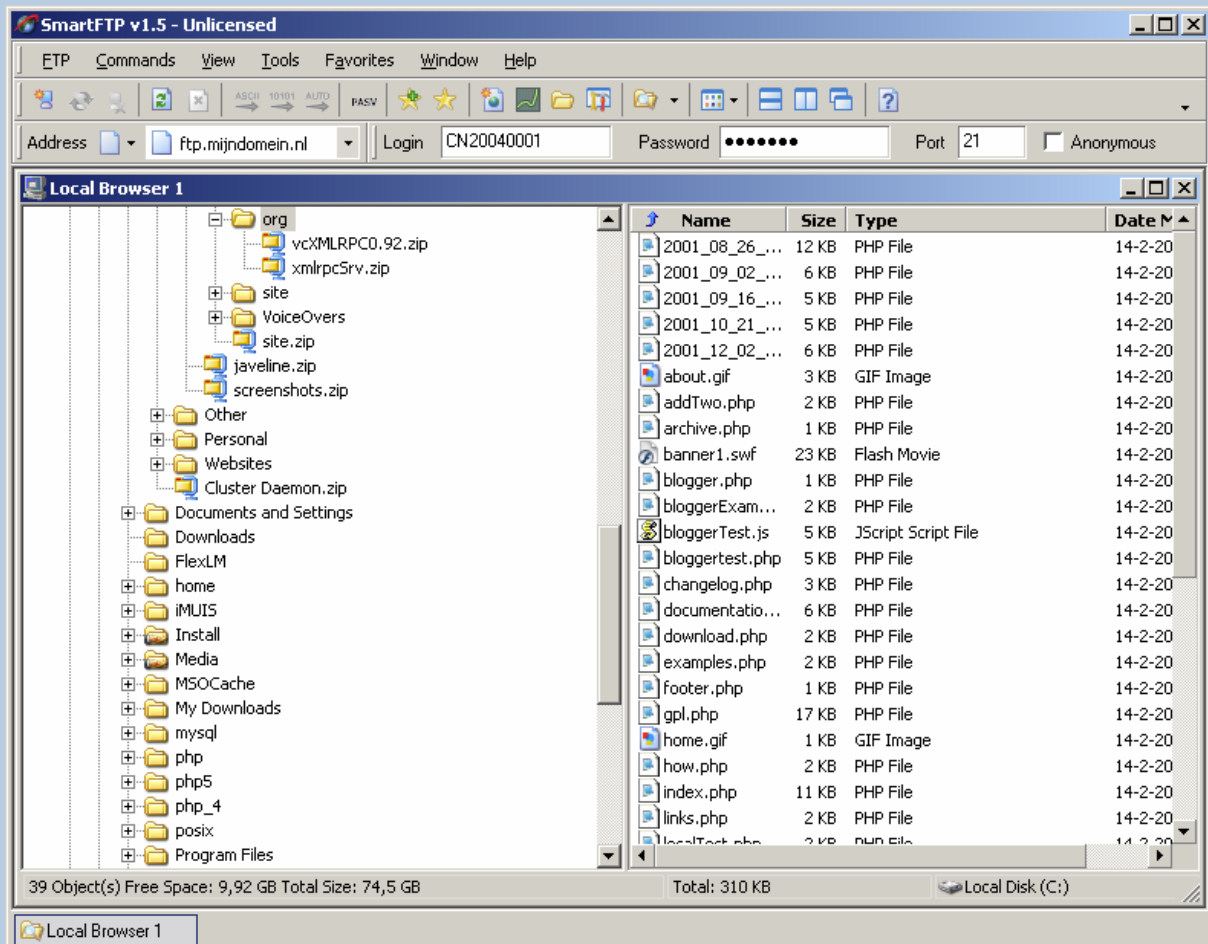 SmartFTP v1.5 - Unlicensed
FTP Commands View Tools Favorites Window Help
ASCII 10101 AUTO PASV
Address ftp.mijndomein.nl Login CN20040001 Password ●●●●●●● Port 21 Anonymous
Local Browser 1
org
vcXMLRPC0.92.zip
xmlrpcSrv.zip
site
VoiceOvers
site.zip
javeline.zip
screenshots.zip
Other
Personal
Websites
Cluster Daemon.zip
Documents and Settings
Downloads
FlexLM
home
iMUIS
Install
Media
MSOCache
My Downloads
mysql
php
php5
php_4
posix
Program Files
Name Size Type Date M
2001_08_26_... 12 KB PHP File 14-2-20
2001_09_02_... 6 KB PHP File 14-2-20
2001_09_16_... 5 KB PHP File 14-2-20
2001_10_21_... 5 KB PHP File 14-2-20
2001_12_02_... 6 KB PHP File 14-2-20
about.gif 3 KB GIF Image 14-2-20
addTwo.php 2 KB PHP File 14-2-20
archive.php 1 KB PHP File 14-2-20
banner1.swf 23 KB Flash Movie 14-2-20
blogger.php 1 KB PHP File 14-2-20
bloggerExam... 2 KB PHP File 14-2-20
bloggerTest.js 5 KB JScript Script File 14-2-20
bloggertest.php 5 KB PHP File 14-2-20
changelog.php 3 KB PHP File 14-2-20
documentatio... 6 KB PHP File 14-2-20
download.php 2 KB PHP File 14-2-20
examples.php 2 KB PHP File 14-2-20
footer.php 1 KB PHP File 14-2-20
gpl.php 17 KB PHP File 14-2-20
home.gif 1 KB GIF Image 14-2-20
how.php 2 KB PHP File 14-2-20
index.php 11 KB PHP File 14-2-20
links.php 2 KB PHP File 14-2-20
localTest.php 2 KB PHP File 14-2-20
39 Object(s) Free Space: 9,92 GB Total Size: 74,5 GB Total: 310 KB Local Disk (C:)
Local Browser 1